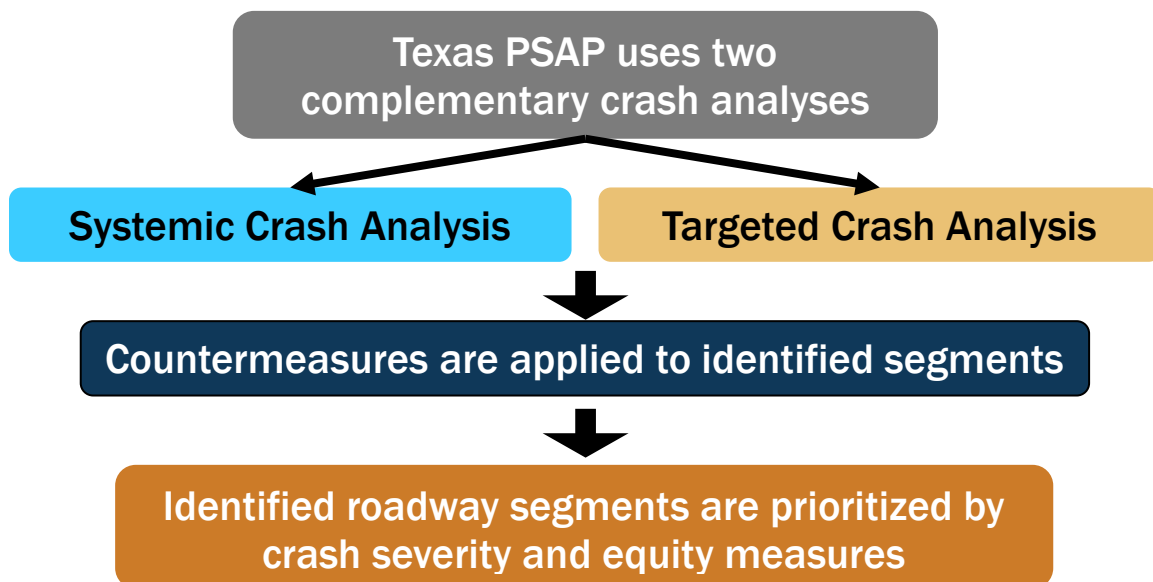 Texas PSAP uses two
complementary crash analyses
Systemic Crash Analysis
Targeted Crash Analysis
Countermeasures are applied to identified segments
Identified roadway segments are prioritized by
crash severity and equity measures